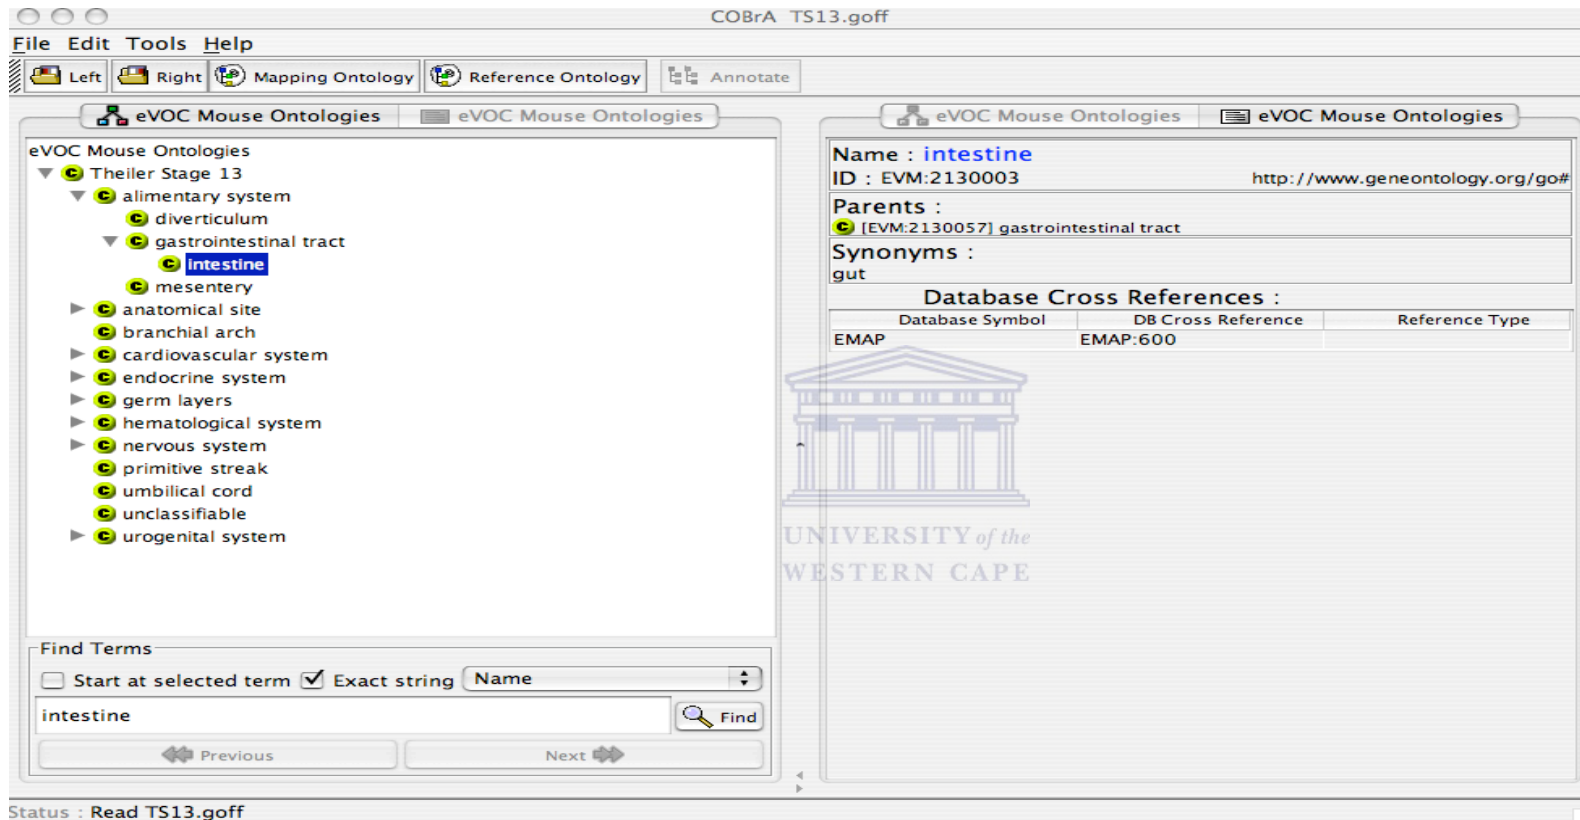 COBrA TS13.goff
File Edit Tools Help
Left Right Mapping Ontology Reference Ontology Annotate
eVOC Mouse Ontologies eVOC Mouse Ontologies
eVOC Mouse Ontologies
Theiler Stage 13
alimentary system
diverticulum
gastrointestinal tract
intestine
mesentery
anatomical site
branchial arch
cardiovascular system
endocrine system
germ layers
hematological system
nervous system
primitive streak
umbilical cord
unclassifiable
urogenital system
Find Terms
Start at selected term Exact string Name
intestine Find
Previous Next
eVOC Mouse Ontologies eVOC Mouse Ontologies
Name : intestine
ID : EVM:2130003 http://www.geneontology.org/go#
Parents :
[EVM:2130057] gastrointestinal tract
Synonyms :
gut
Database Cross References :
Database Symbol DB Cross Reference Reference Type
EMAP EMAP:600
UNIVERSITY of the
WESTERN CAPE
Status : Read TS13.goff